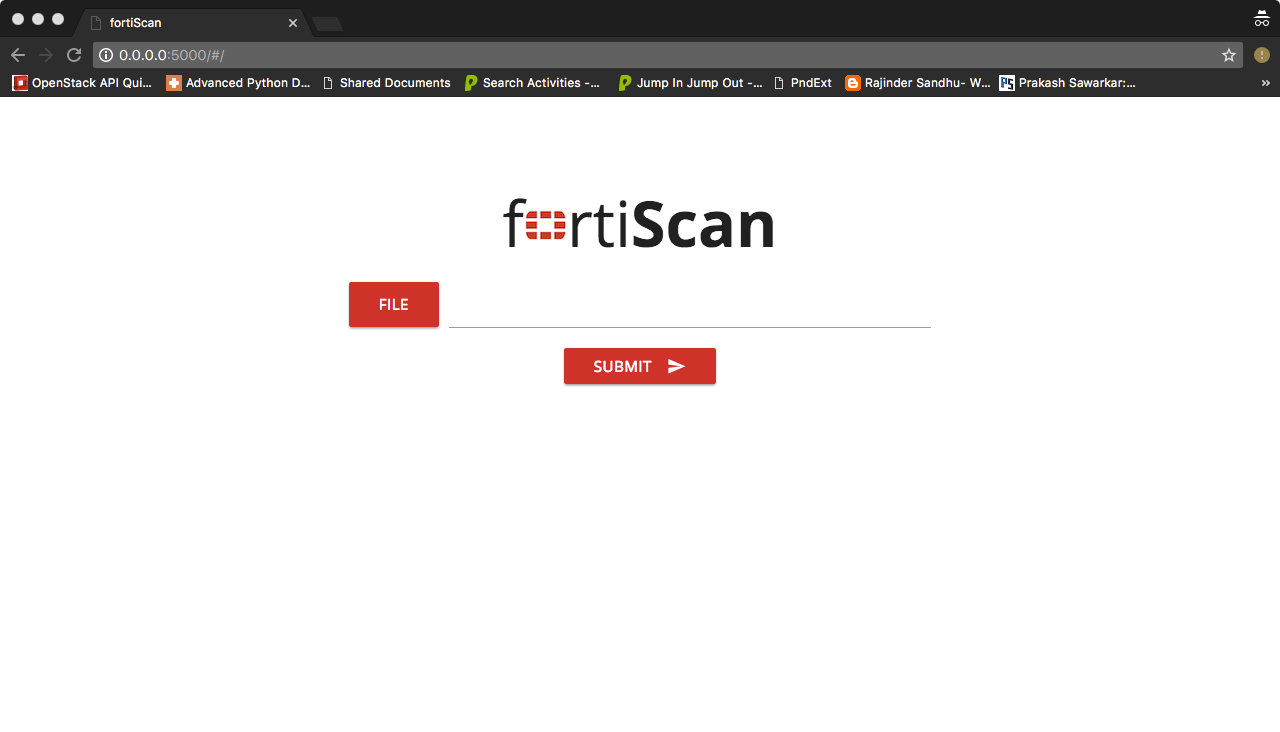 fortiScan
0.0.0.0:5000/#/
OpenStack API Qui... Advanced Python D... Shared Documents Search Activities -... Jump In Jump Out -... PndExt Rajinder Sandhu- W... Prakash Sawarkar:... »
fortiScan
FILE
SUBMIT